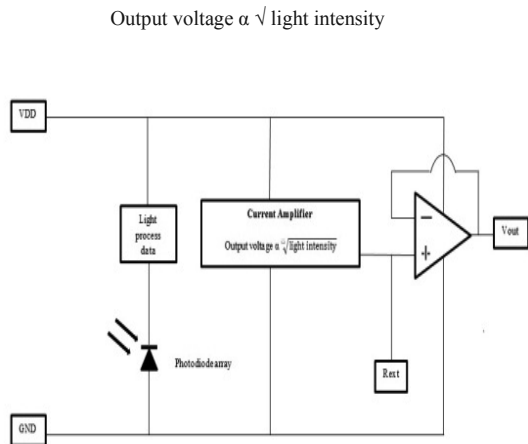 Output voltage α √ light intensity
VDD
Light
process
data
Current Amplifier
Output voltage α √light intensity
−
+
Vout
Photodiode array
Rext
GND